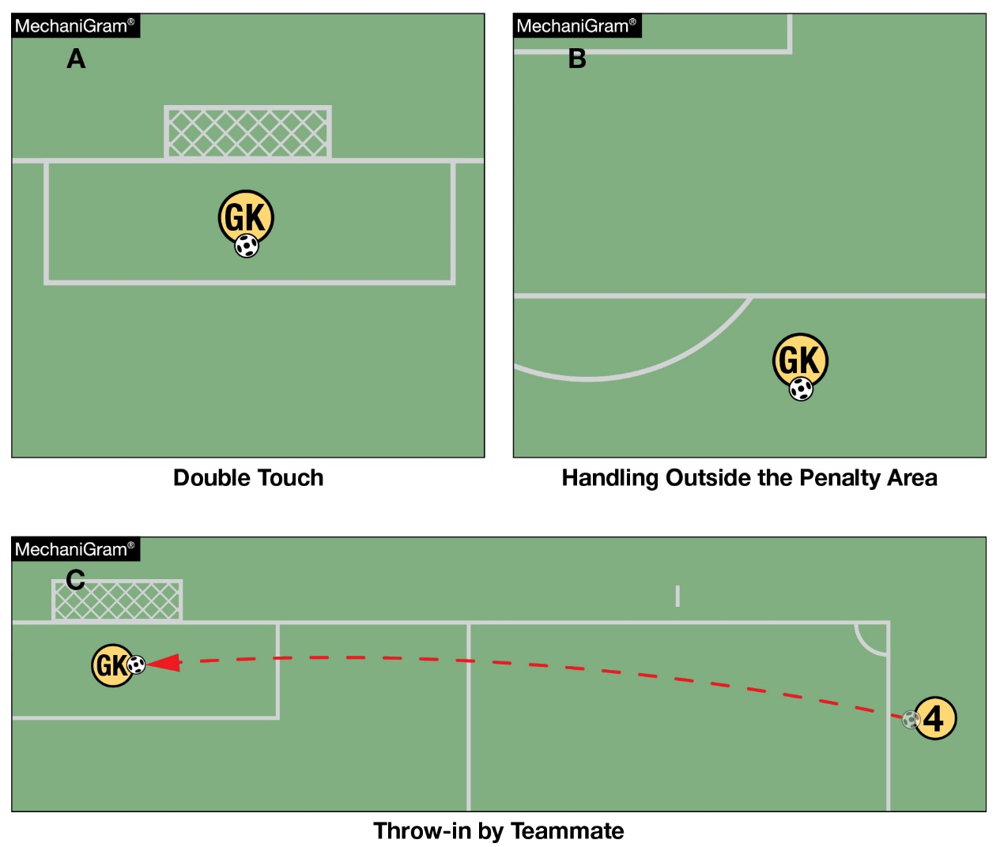 MechaniGram®
A
GK
Double Touch
MechaniGram®
B
GK
Handling Outside the Penalty Area
MechaniGram®
C
GK
4
Throw-in by Teammate